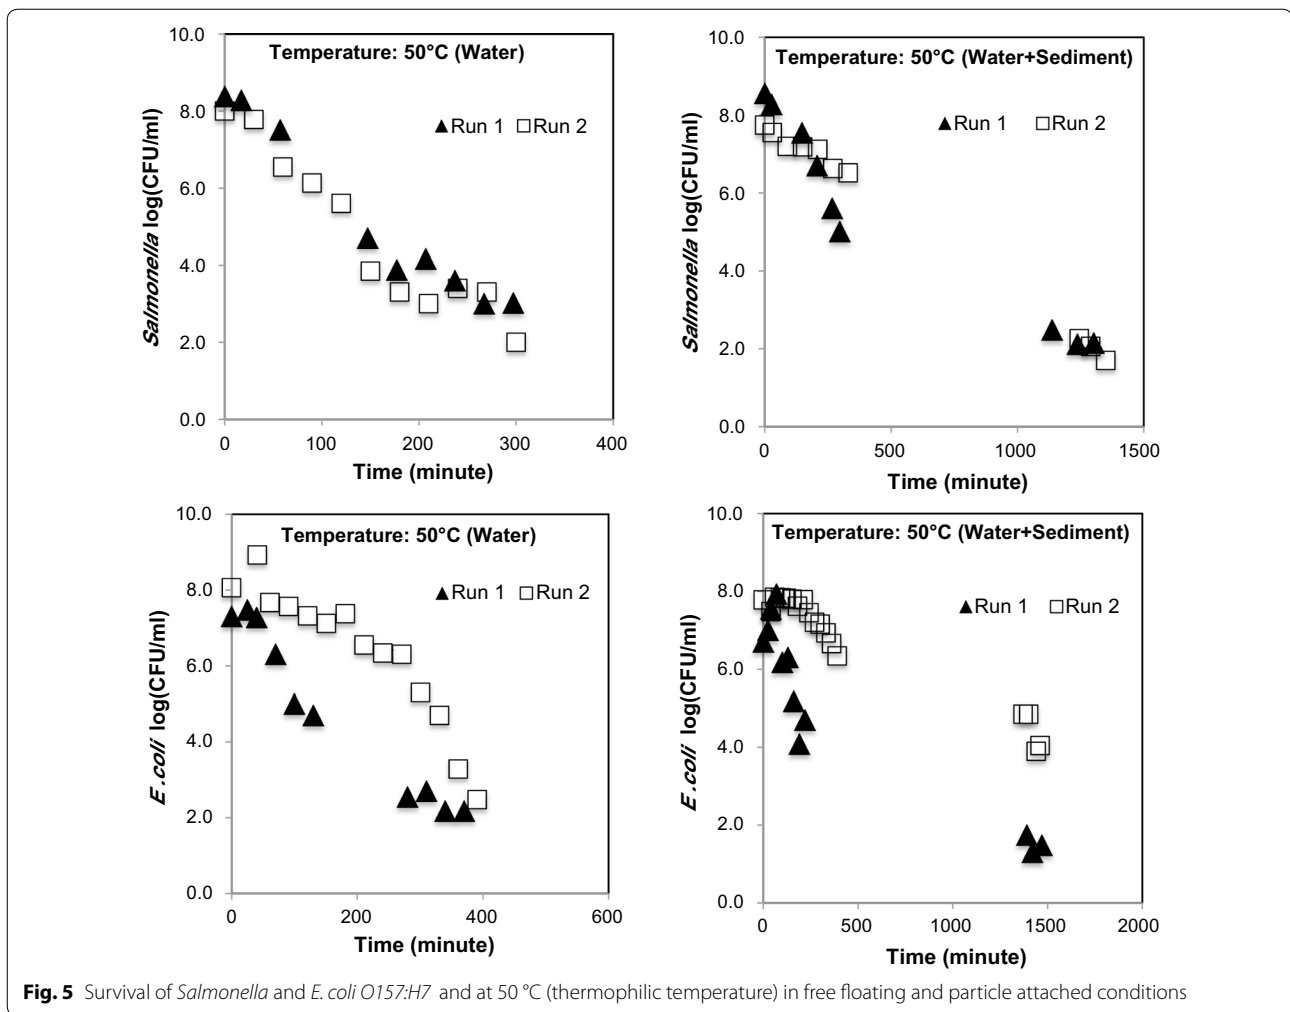 Temperature: 50°C (Water)
10.0
8.0
6.0
4.0
2.0
0.0
Salmonella log(CFU/ml)
▲Run 1 □Run 2
0 100 200 300 400
Time (minute)
Temperature: 50°C (Water+Sediment)
10.0
8.0
6.0
4.0
2.0
0.0
Salmonella log(CFU/ml)
▲Run 1 □Run 2
0 500 1000 1500
Time (minute)
Temperature: 50°C (Water)
10.0
8.0
6.0
4.0
2.0
0.0
E.coli log(CFU/ml)
▲Run 1 □Run 2
0 200 400 600
Time (minute)
Temperature: 50°C (Water+Sediment)
10.0
8.0
6.0
4.0
2.0
0.0
E.coli log(CFU/ml)
▲Run 1 □Run 2
0 500 1000 1500 2000
Time (minute)
Fig. 5 Survival of Salmonella and E. coli O157:H7 and at 50 °C (thermophilic temperature) in free floating and particle attached conditions